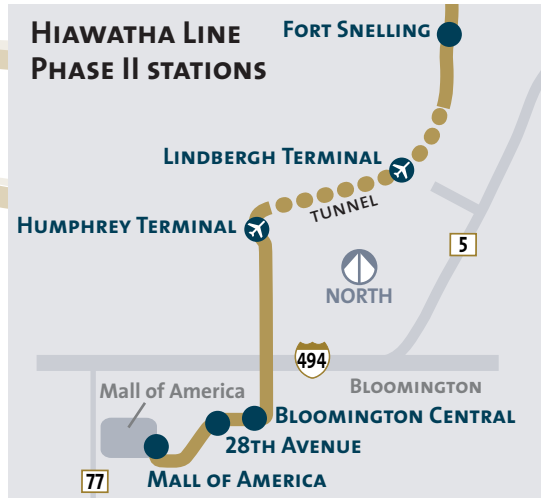 HIAWATHA LINE
PHASE II STATIONS
FORT SNELLING
LINDBERGH TERMINAL
TUNNEL
HUMPHREY TERMINAL
5
NORTH
494
Mall of America
BLOOMINGTON
BLOOMINGTON CENTRAL
28TH AVENUE
77
MALL OF AMERICA